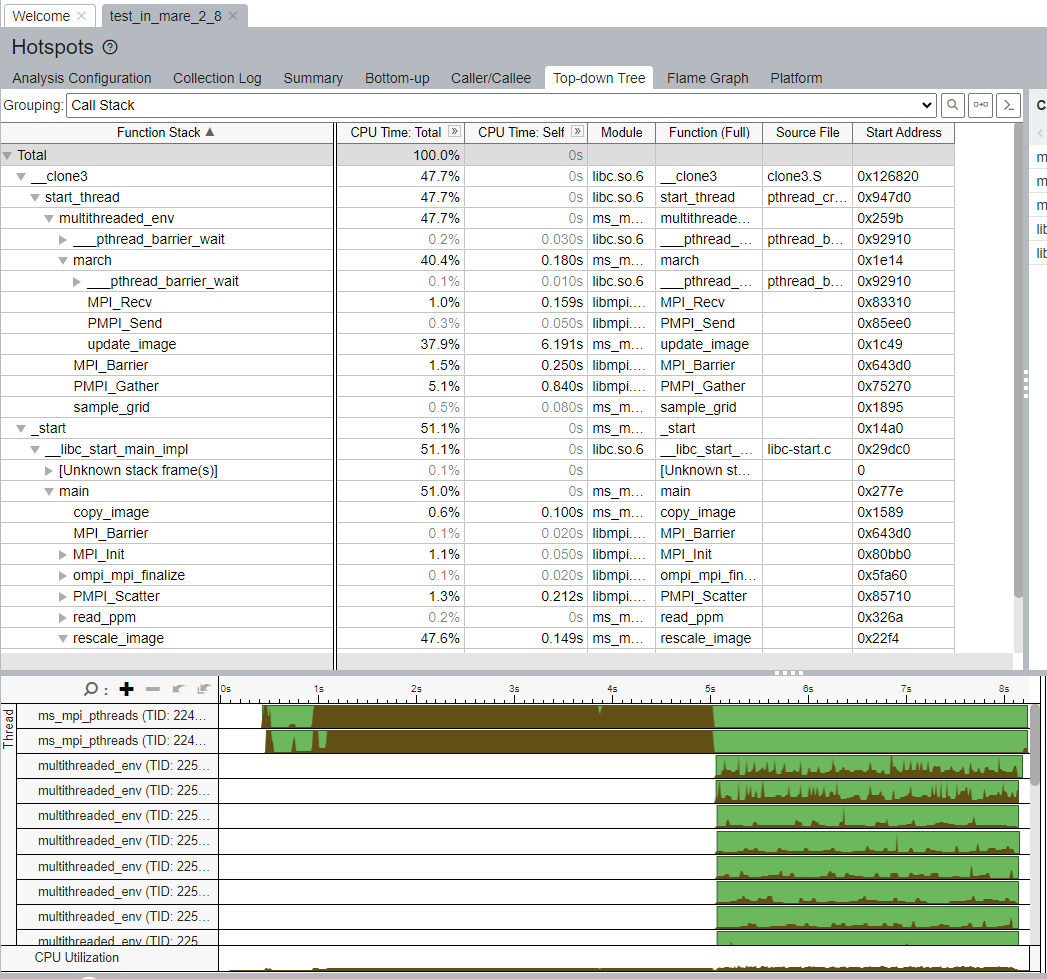 Welcome × test_in_mare_2_8 ×
Hotspots ?
Analysis Configuration Collection Log Summary Bottom-up Caller/Callee Top-down Tree Flame Graph Platform
Grouping: Call Stack
Function Stack ▲ CPU Time: Total » CPU Time: Self » Module Function (Full) Source File Start Address
Total 100.0% 0s
__clone3 47.7% 0s libc.so.6 __clone3 clone3.S 0x126820
start_thread 47.7% 0s libc.so.6 start_thread pthread_cr... 0x947d0
multithreaded_env 47.7% 0s ms_m... multithreade... 0x259b
___pthread_barrier_wait 0.2% 0.030s libc.so.6 ___pthread_... pthread_b... 0x92910
march 40.4% 0.180s ms_m... march 0x1e14
___pthread_barrier_wait 0.1% 0.010s libc.so.6 ___pthread_... pthread_b... 0x92910
MPI_Recv 1.0% 0.159s libmpi.... MPI_Recv 0x83310
PMPI_Send 0.3% 0.050s libmpi.... PMPI_Send 0x85ee0
update_image 37.9% 6.191s ms_m... update_image 0x1c49
MPI_Barrier 1.5% 0.250s libmpi.... MPI_Barrier 0x643d0
PMPI_Gather 5.1% 0.840s libmpi.... PMPI_Gather 0x75270
sample_grid 0.5% 0.080s ms_m... sample_grid 0x1895
_start 51.1% 0s ms_m... _start 0x14a0
__libc_start_main_impl 51.1% 0s libc.so.6 __libc_start_... libc-start.c 0x29dc0
[Unknown stack frame(s)] 0.1% 0s [Unknown st... 0
main 51.0% 0s ms_m... main 0x277e
copy_image 0.6% 0.100s ms_m... copy_image 0x1589
MPI_Barrier 0.1% 0.020s libmpi.... MPI_Barrier 0x643d0
MPI_Init 1.1% 0.050s libmpi.... MPI_Init 0x80bb0
ompi_mpi_finalize 0.1% 0.020s libmpi.... ompi_mpi_fin... 0x5fa60
PMPI_Scatter 1.3% 0.212s libmpi.... PMPI_Scatter 0x85710
read_ppm 0.2% 0s ms_m... read_ppm 0x326a
rescale_image 47.6% 0.149s ms_m... rescale_image 0x22f4
0s 1s 2s 3s 4s 5s 6s 7s 8s
Thread
ms_mpi_pthreads (TID: 224...
ms_mpi_pthreads (TID: 224...
multithreaded_env (TID: 225...
multithreaded_env (TID: 225...
multithreaded_env (TID: 225...
multithreaded_env (TID: 225...
multithreaded_env (TID: 225...
multithreaded_env (TID: 225...
multithreaded_env (TID: 225...
multithreaded_env (TID: 225
CPU Utilization